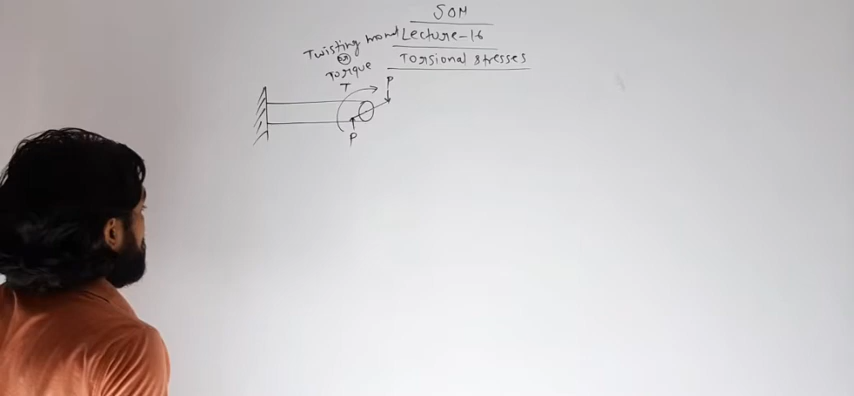 SOM
Lecture-16
Torsional stresses
Twisting moment
or
Torque
T
P
P